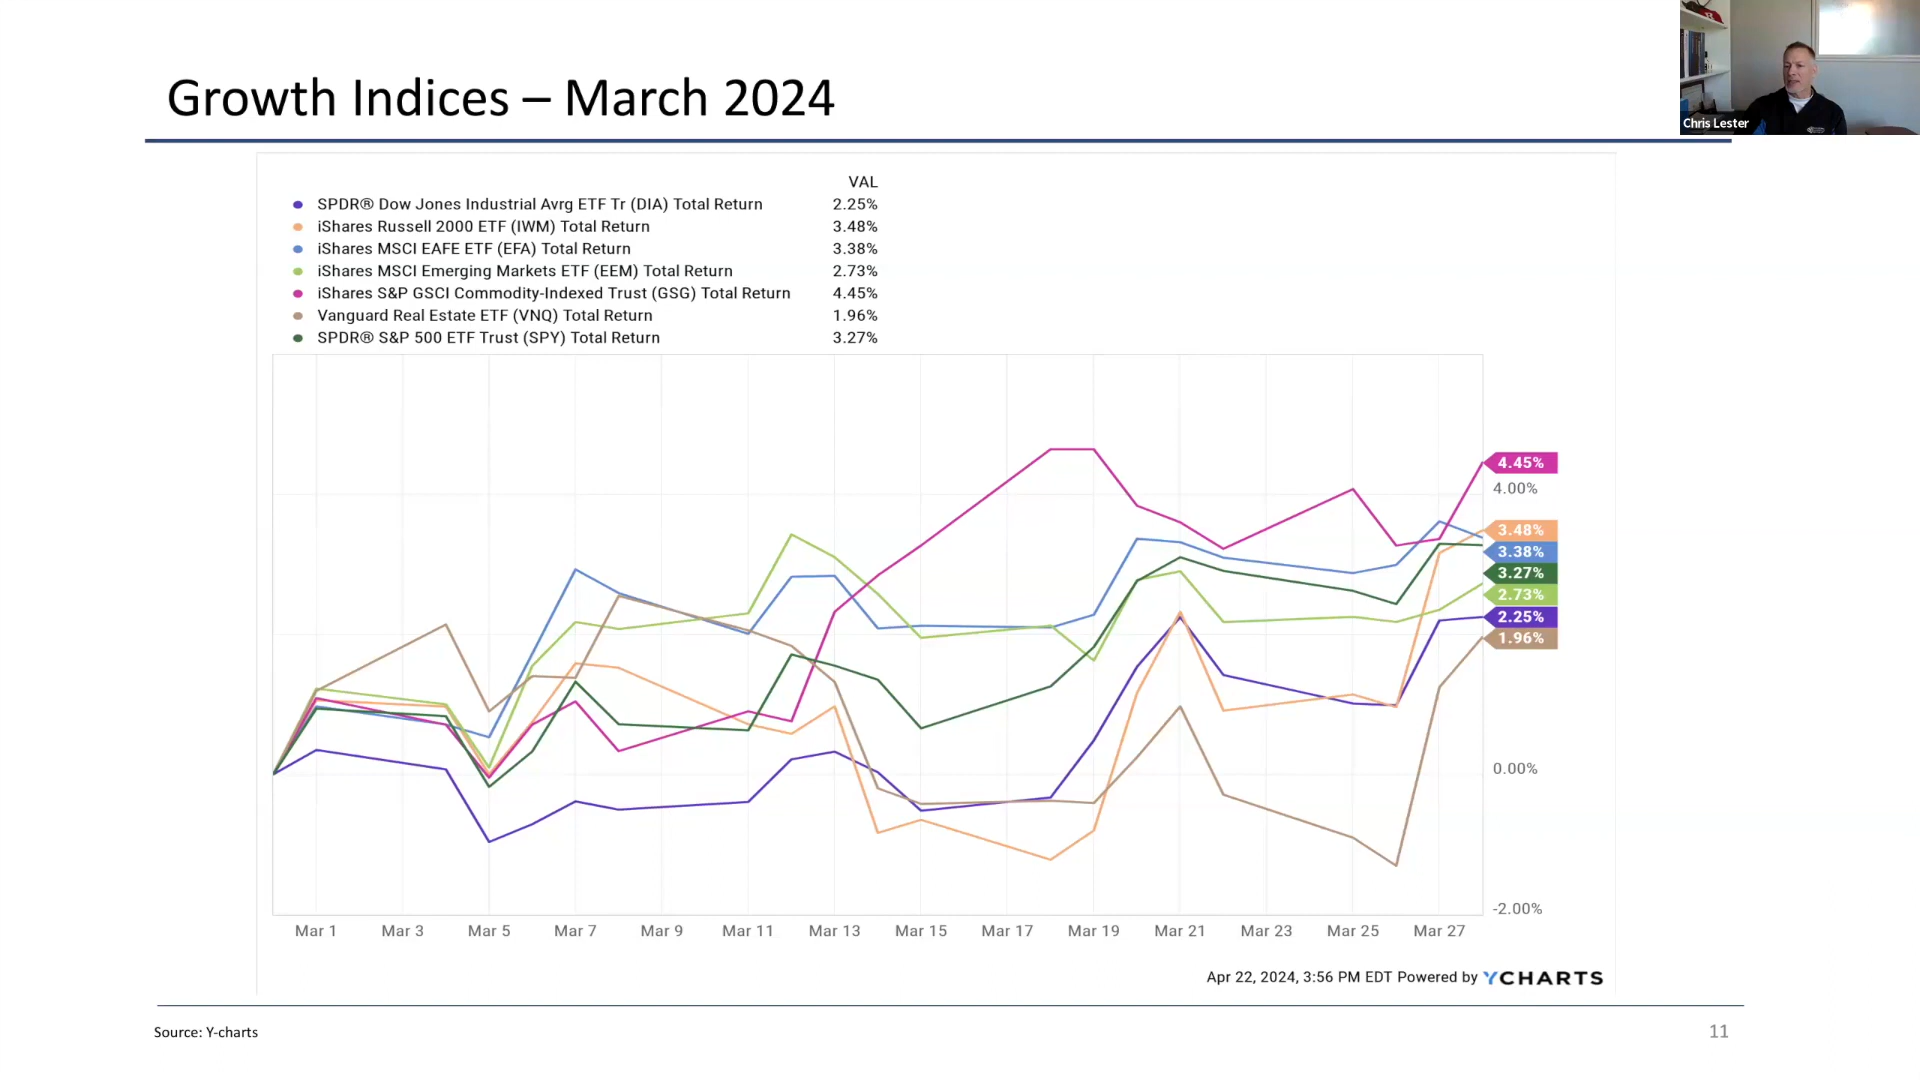 Growth Indices – March 2024
Chris Lester
VAL
SPDR® Dow Jones Industrial Avrg ETF Tr (DIA) Total Return 2.25%
iShares Russell 2000 ETF (IWM) Total Return 3.48%
iShares MSCI EAFE ETF (EFA) Total Return 3.38%
iShares MSCI Emerging Markets ETF (EEM) Total Return 2.73%
iShares S&P GSCI Commodity-Indexed Trust (GSG) Total Return 4.45%
Vanguard Real Estate ETF (VNQ) Total Return 1.96%
SPDR® S&P 500 ETF Trust (SPY) Total Return 3.27%
4.45%
4.00%
3.48%
3.38%
3.27%
2.73%
2.25%
1.96%
0.00%
-2.00%
Mar 1 Mar 3 Mar 5 Mar 7 Mar 9 Mar 11 Mar 13 Mar 15 Mar 17 Mar 19 Mar 21 Mar 23 Mar 25 Mar 27
Apr 22, 2024, 3:56 PM EDT Powered by YCHARTS
Source: Y-charts
11